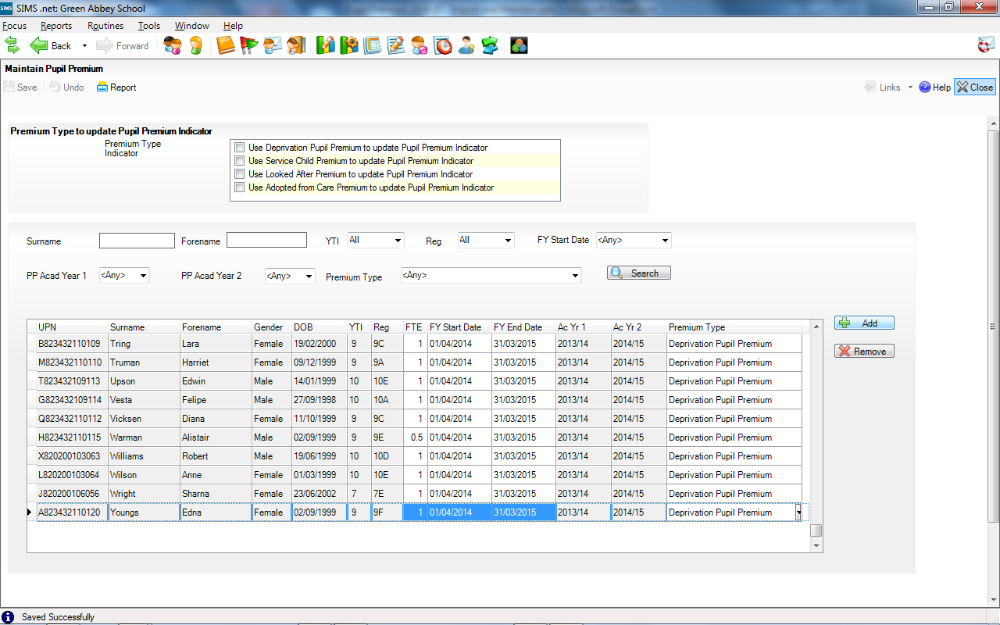 SIMS SIMS .net: Green Abbey School
Focus Reports Routines Tools Window Help
Back Forward
Maintain Pupil Premium
Save Undo Report Links Help Close
Premium Type to update Pupil Premium Indicator
Premium Type
Indicator
Use Deprivation Pupil Premium to update Pupil Premium Indicator
Use Service Child Premium to update Pupil Premium Indicator
Use Looked After Premium to update Pupil Premium Indicator
Use Adopted from Care Premium to update Pupil Premium Indicator
Surname Forename YTI All Reg All FY Start Date <Any>
PP Acad Year 1 <Any> PP Acad Year 2 <Any> Premium Type <Any> Search
UPN Surname Forename Gender DOB YTI Reg FTE FY Start Date FY End Date Ac Yr 1 Ac Yr 2 Premium Type
Add
B823432110109 Tring Lara Female 19/02/2000 9 9C 1 01/04/2014 31/03/2015 2013/14 2014/15 Deprivation Pupil Premium
Remove
M823432110110 Truman Harriet Female 09/12/1999 9 9A 1 01/04/2014 31/03/2015 2013/14 2014/15 Deprivation Pupil Premium
T823432109113 Upson Edwin Male 14/01/1999 10 10E 1 01/04/2014 31/03/2015 2013/14 2014/15 Deprivation Pupil Premium
G823432109114 Vesta Felipe Male 27/09/1998 10 10A 1 01/04/2014 31/03/2015 2013/14 2014/15 Deprivation Pupil Premium
Q823432110112 Vicksen Diana Female 11/10/1999 9 9C 1 01/04/2014 31/03/2015 2013/14 2014/15 Deprivation Pupil Premium
H823432110115 Warman Alistair Male 02/09/1999 9 9E 0.5 01/04/2014 31/03/2015 2013/14 2014/15 Deprivation Pupil Premium
X820200103063 Williams Robert Male 19/06/1999 10 10D 1 01/04/2014 31/03/2015 2013/14 2014/15 Deprivation Pupil Premium
L820200103064 Wilson Anne Female 01/03/1999 10 10E 1 01/04/2014 31/03/2015 2013/14 2014/15 Deprivation Pupil Premium
J820200106056 Wright Sharna Female 23/06/2002 7 7E 1 01/04/2014 31/03/2015 2013/14 2014/15 Deprivation Pupil Premium
A823432110120 Youngs Edna Female 02/09/1999 9 9F 1 01/04/2014 31/03/2015 2013/14 2014/15 Deprivation Pupil Premium
Saved Successfully